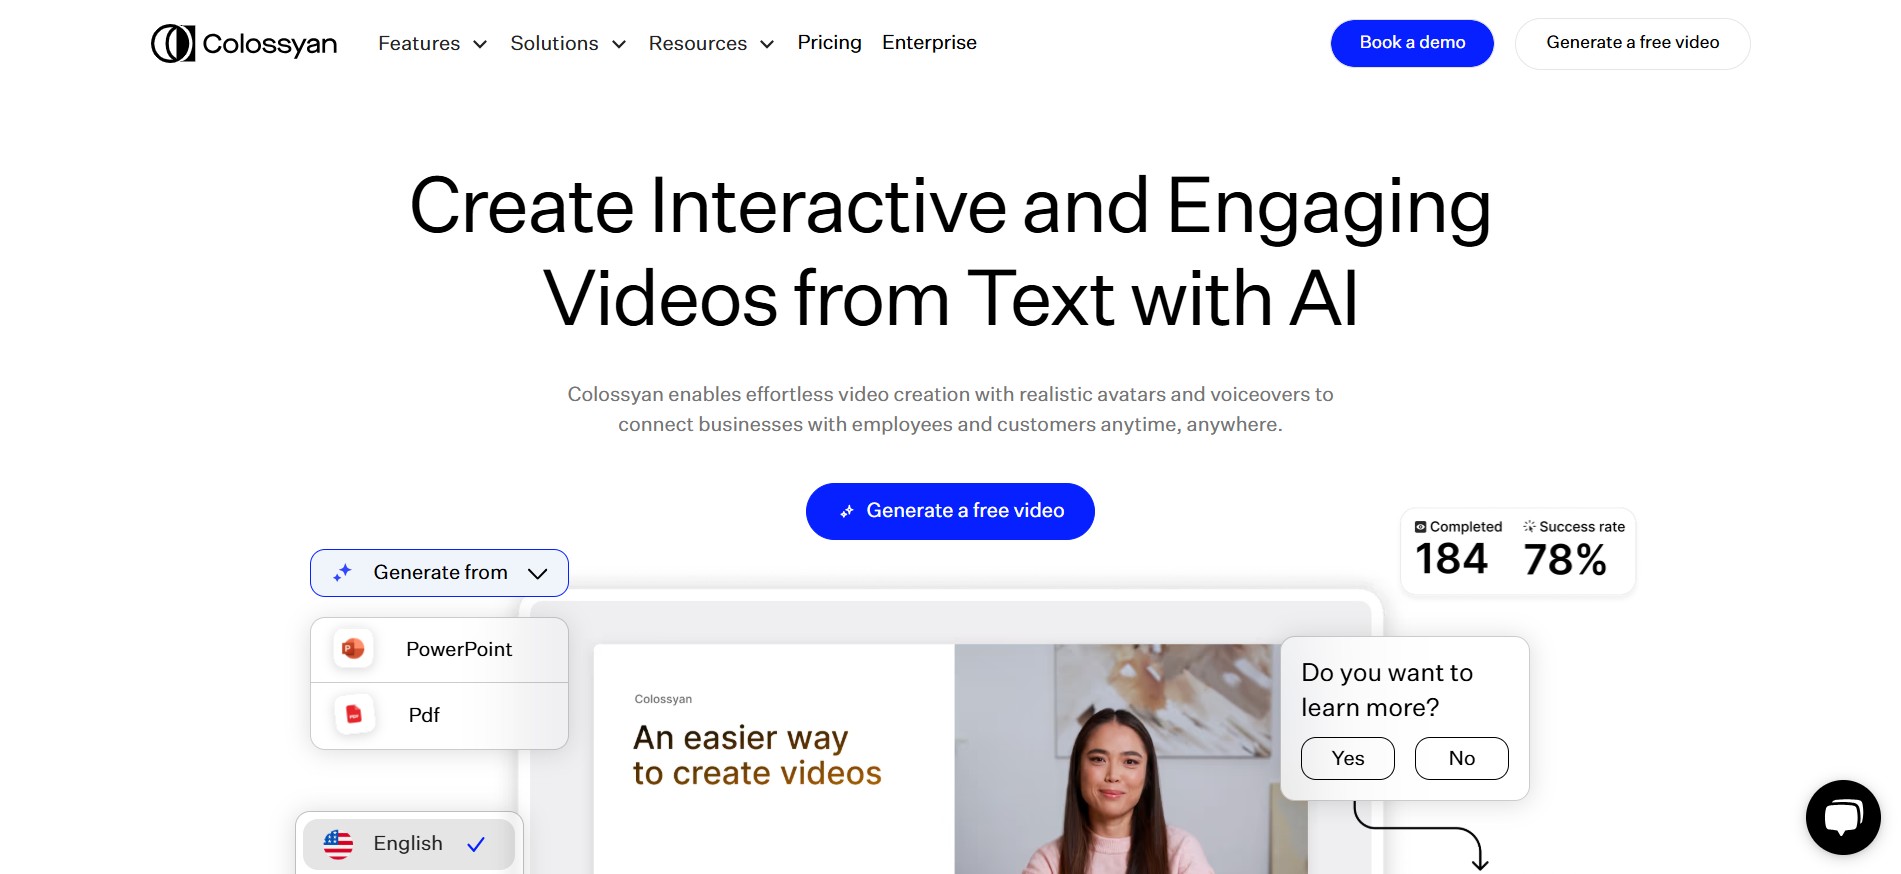 Colossyan
Features
Solutions
Resources
Pricing
Enterprise
Book a demo
Generate a free video
Create Interactive and Engaging
Videos from Text with AI
Colossyan enables effortless video creation with realistic avatars and voiceovers to
connect businesses with employees and customers anytime, anywhere.
Generate a free video
Completed
184
Success rate
78%
Generate from
PowerPoint
Pdf
English
Colossyan
An easier way
to create videos
Do you want to
learn more?
Yes
No